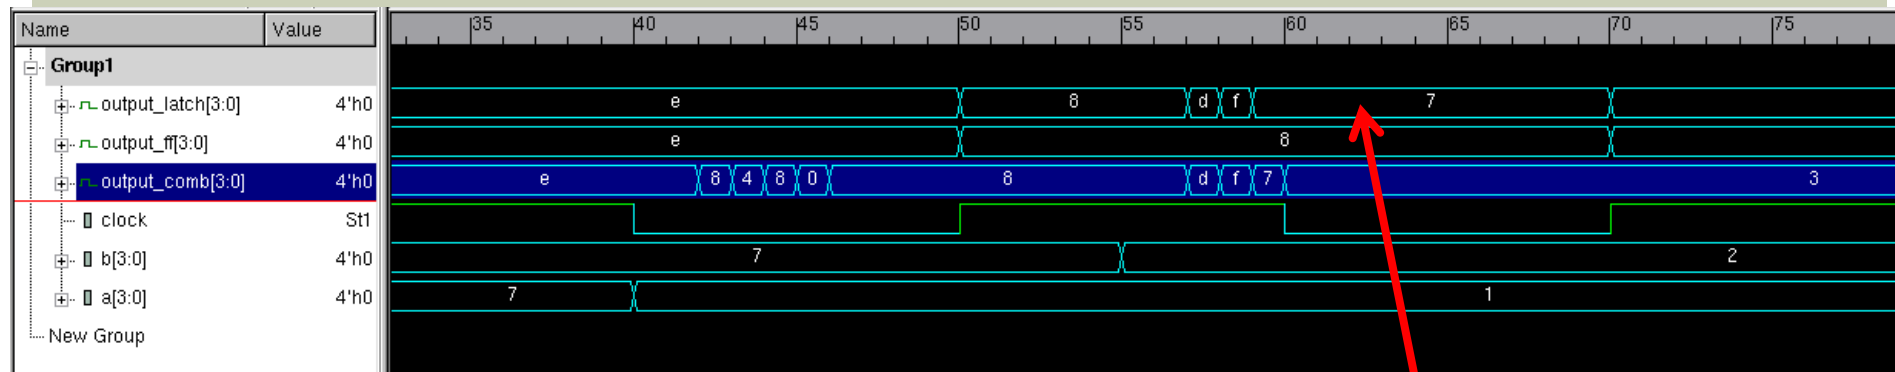 Name Value 35 40 45 50 55 60 65 70 75
Group1
output_latch[3:0] 4'h0 e 8 d f 7
output_ff[3:0] 4'h0 e 8
output_comb[3:0] 4'h0 e 8 4 8 0 8 d f 7 3
clock St1
b[3:0] 4'h0 7 2
a[3:0] 4'h0 7 1
New Group